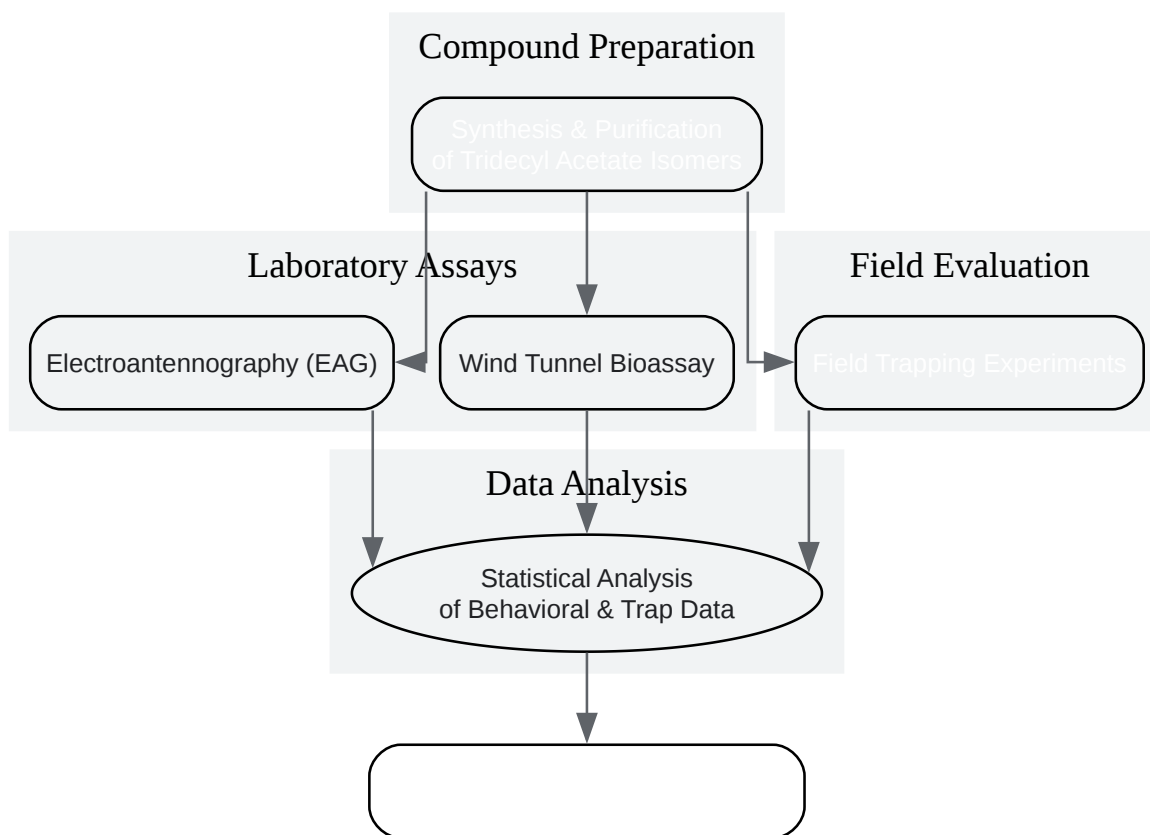 Compound Preparation
Synthesis & Purification
of Tridecyl Acetate Isomers
Laboratory Assays
Field Evaluation
Electroantennography (EAG)
Wind Tunnel Bioassay
Field Trapping Experiments
Data Analysis
Statistical Analysis
of Behavioral & Trap Data